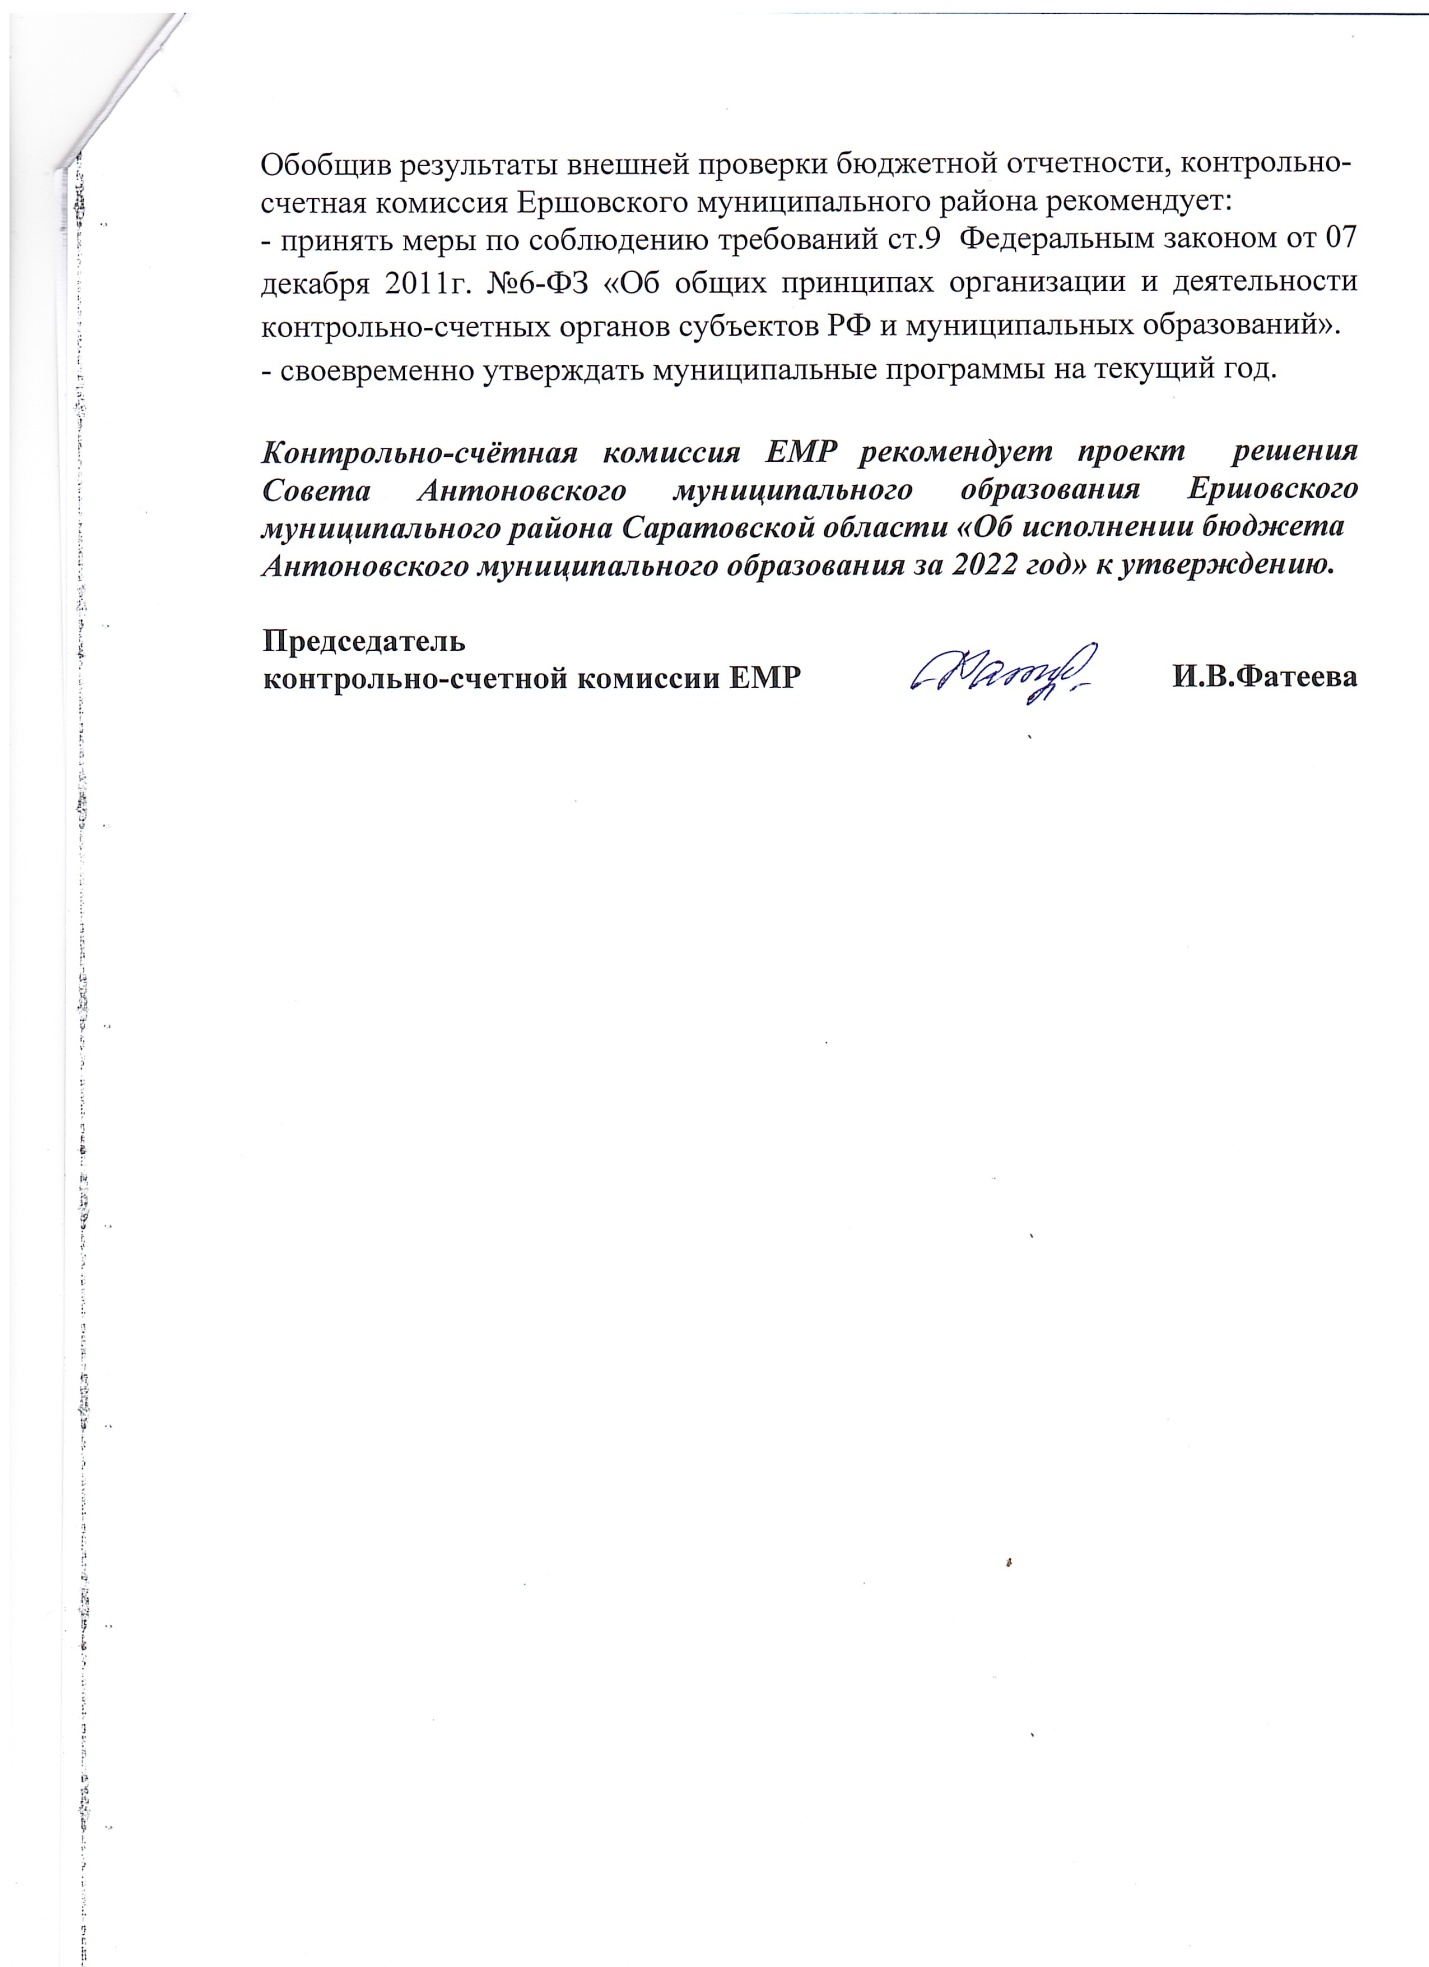 Обобщив результаты внешней проверки бюджетной отчетности, контрольно-
счетная комиссия Ершовского муниципального района рекомендует:
- принять меры по соблюдению требований ст.9 Федеральным законом от 07
декабря 2011г. №6-ФЗ «Об общих принципах организации и деятельности
контрольно-счетных органов субъектов РФ и муниципальных образований».
- своевременно утверждать муниципальные программы на текущий год.
Контрольно-счётная комиссия ЕМР рекомендует проект решения
Совета Антоновского муниципального образования Ершовского
муниципального района Саратовской области «Об исполнении бюджета
Антоновского муниципального образования за 2022 год» к утверждению.
Председатель
контрольно-счетной комиссии ЕМР И.В.Фатеева